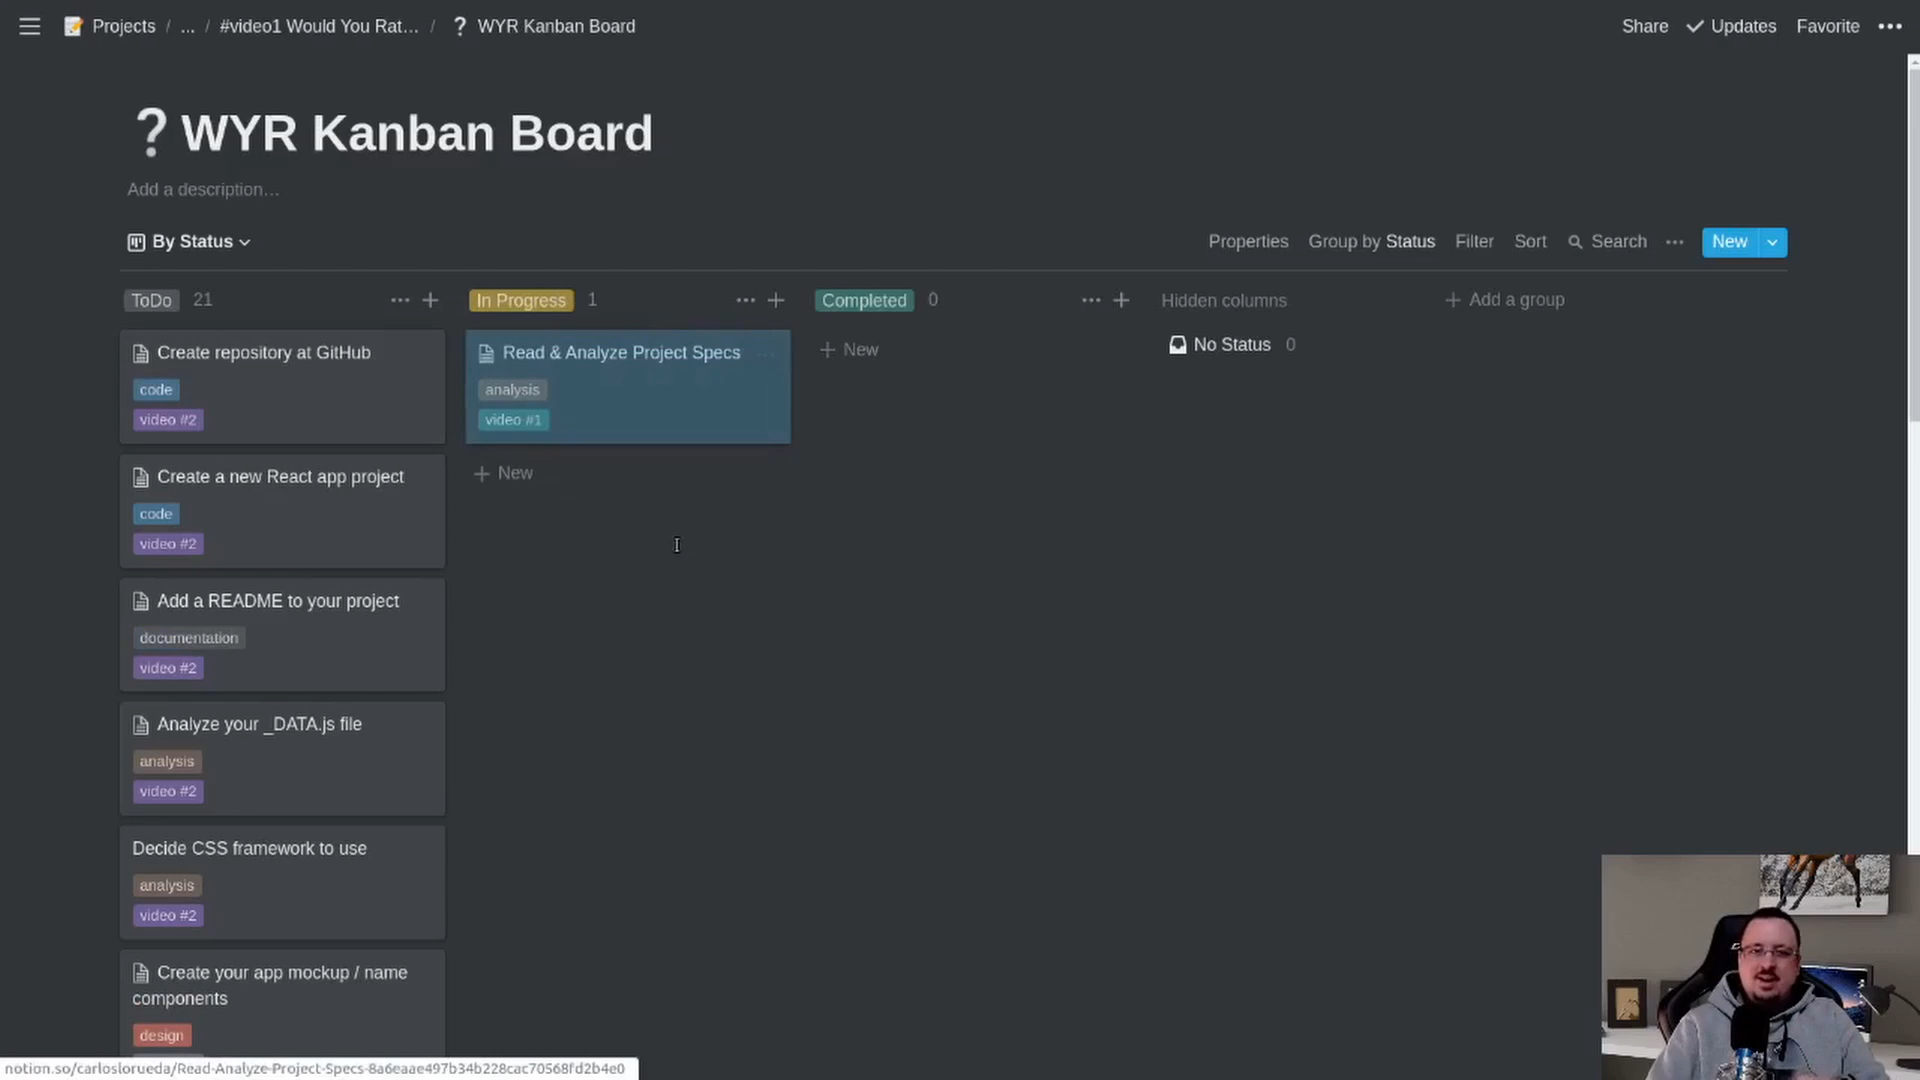 Projects / ... / #video1 Would You Rat... / ❔ WYR Kanban Board
Share ✓ Updates Favorite •••
❔WYR Kanban Board
Add a description…
By Status
Properties Group by Status Filter Sort Search ••• New
ToDo 21 ••• +
Create repository at GitHub
code
video #2
Create a new React app project
code
video #2
Add a README to your project
documentation
video #2
Analyze your _DATA.js file
analysis
video #2
Decide CSS framework to use
analysis
video #2
Create your app mockup / name
components
design
In Progress 1 ••• +
Read & Analyze Project Specs
analysis
video #1
+ New
Completed 0 ••• +
+ New
Hidden columns
No Status 0
+ Add a group
notion.so/carloslorueda/Read-Analyze-Project-Specs-8a6eaae497b34b228cac70568fd2b4e0